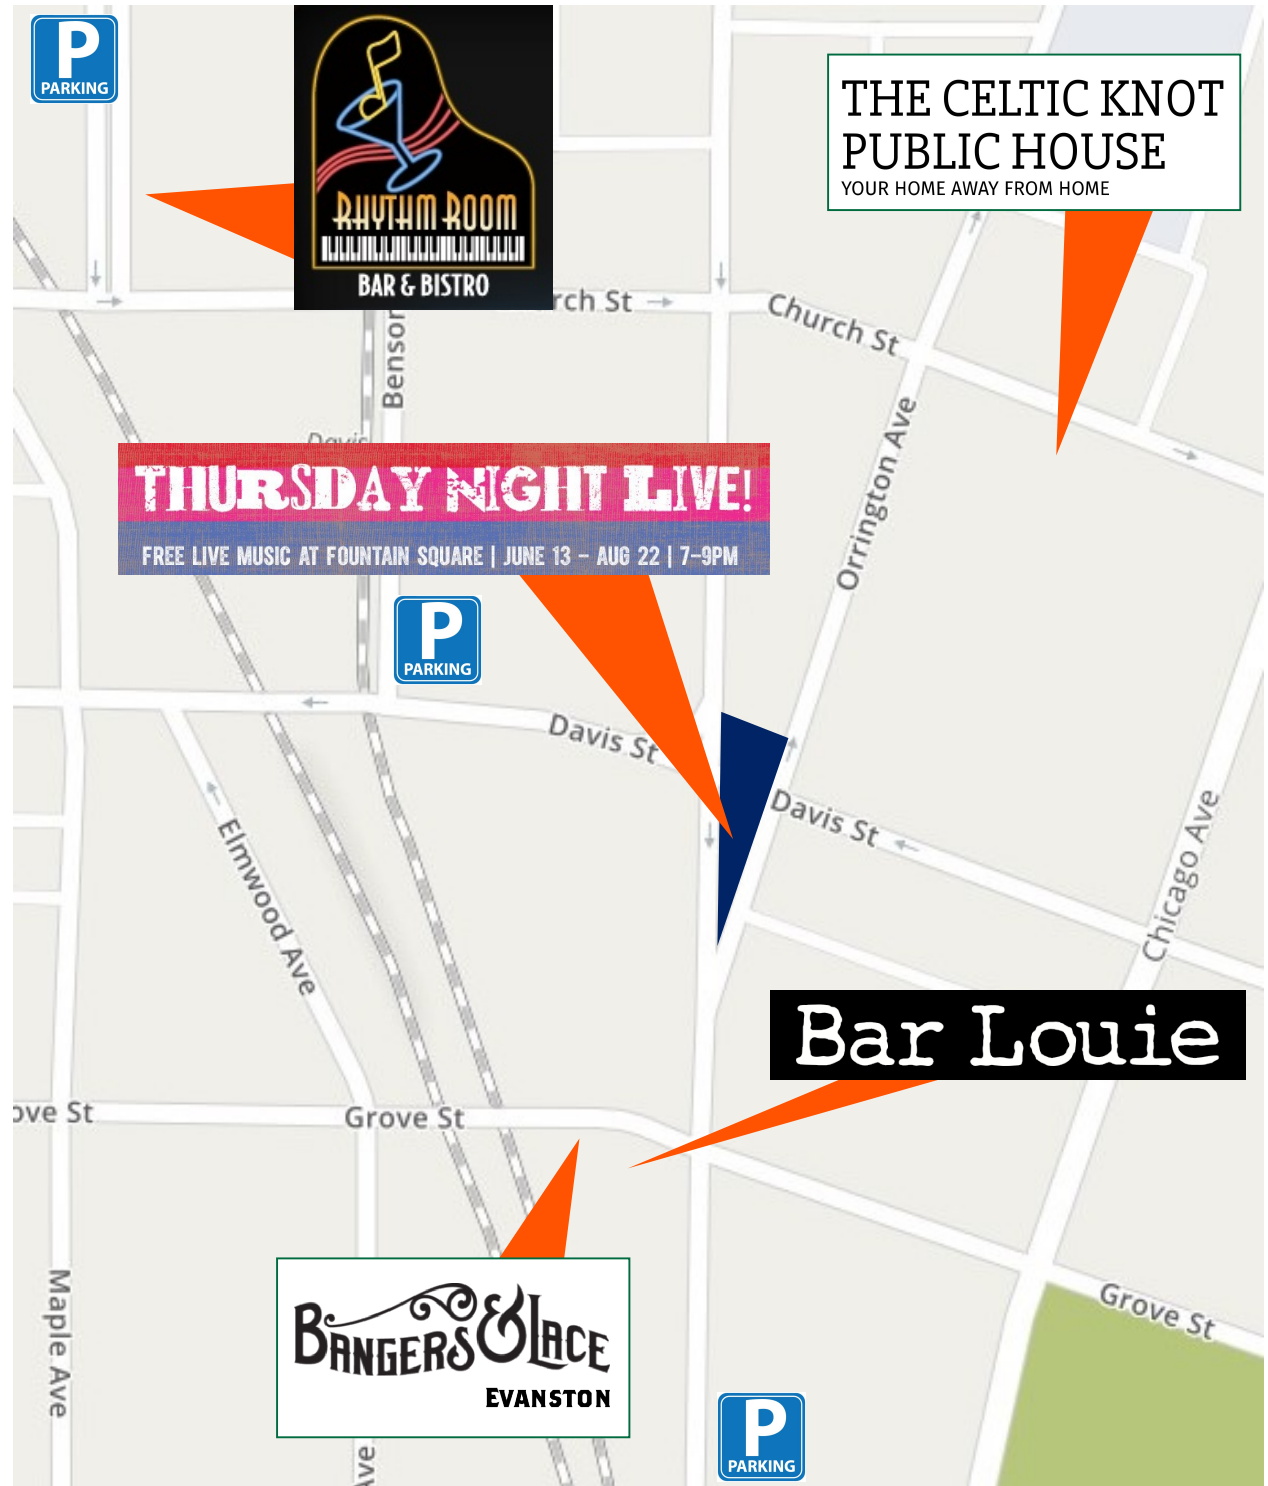 P
PARKING
RHYTHM ROOM
BAR & BISTRO
THE CELTIC KNOT
PUBLIC HOUSE
YOUR HOME AWAY FROM HOME
rch St
Church St
Benson
Orrington Ave
Davis
THURSDAY NIGHT LIVE!
FREE LIVE MUSIC AT FOUNTAIN SQUARE | JUNE 13 – AUG 22 | 7–9PM
P
PARKING
Davis St
Davis St
Elmwood Ave
Chicago Ave
Bar Louie
ove St
Grove St
BANGERS & LACE
EVANSTON
Maple Ave
Ave
Grove St
P
PARKING